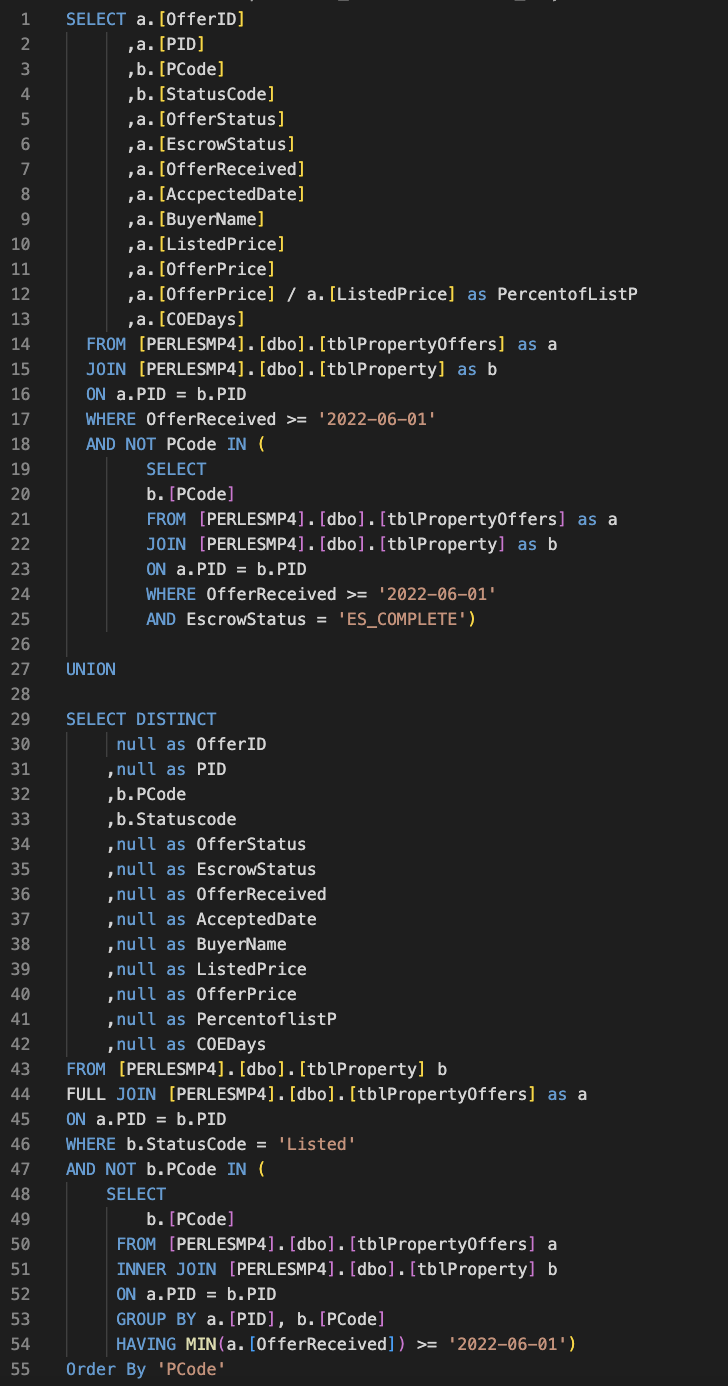 1 SELECT a.[OfferID]
2 ,a.[PID]
3 ,b.[PCode]
4 ,b.[StatusCode]
5 ,a.[OfferStatus]
6 ,a.[EscrowStatus]
7 ,a.[OfferReceived]
8 ,a.[AccpectedDate]
9 ,a.[BuyerName]
10 ,a.[ListedPrice]
11 ,a.[OfferPrice]
12 ,a.[OfferPrice] / a.[ListedPrice] as PercentofListP
13 ,a.[COEDays]
14 FROM [PERLESMP4].[dbo].[tblPropertyOffers] as a
15 JOIN [PERLESMP4].[dbo].[tblProperty] as b
16 ON a.PID = b.PID
17 WHERE OfferReceived >= '2022-06-01'
18 AND NOT PCode IN (
19 SELECT
20 b.[PCode]
21 FROM [PERLESMP4].[dbo].[tblPropertyOffers] as a
22 JOIN [PERLESMP4].[dbo].[tblProperty] as b
23 ON a.PID = b.PID
24 WHERE OfferReceived >= '2022-06-01'
25 AND EscrowStatus = 'ES_COMPLETE')
26
27 UNION
28
29 SELECT DISTINCT
30 null as OfferID
31 ,null as PID
32 ,b.PCode
33 ,b.Statuscode
34 ,null as OfferStatus
35 ,null as EscrowStatus
36 ,null as OfferReceived
37 ,null as AcceptedDate
38 ,null as BuyerName
39 ,null as ListedPrice
40 ,null as OfferPrice
41 ,null as PercentoflistP
42 ,null as COEDays
43 FROM [PERLESMP4].[dbo].[tblProperty] b
44 FULL JOIN [PERLESMP4].[dbo].[tblPropertyOffers] as a
45 ON a.PID = b.PID
46 WHERE b.StatusCode = 'Listed'
47 AND NOT b.PCode IN (
48 SELECT
49 b.[PCode]
50 FROM [PERLESMP4].[dbo].[tblPropertyOffers] a
51 INNER JOIN [PERLESMP4].[dbo].[tblProperty] b
52 ON a.PID = b.PID
53 GROUP BY a.[PID], b.[PCode]
54 HAVING MIN(a.[OfferReceived]) >= '2022-06-01')
55 Order By 'PCode'